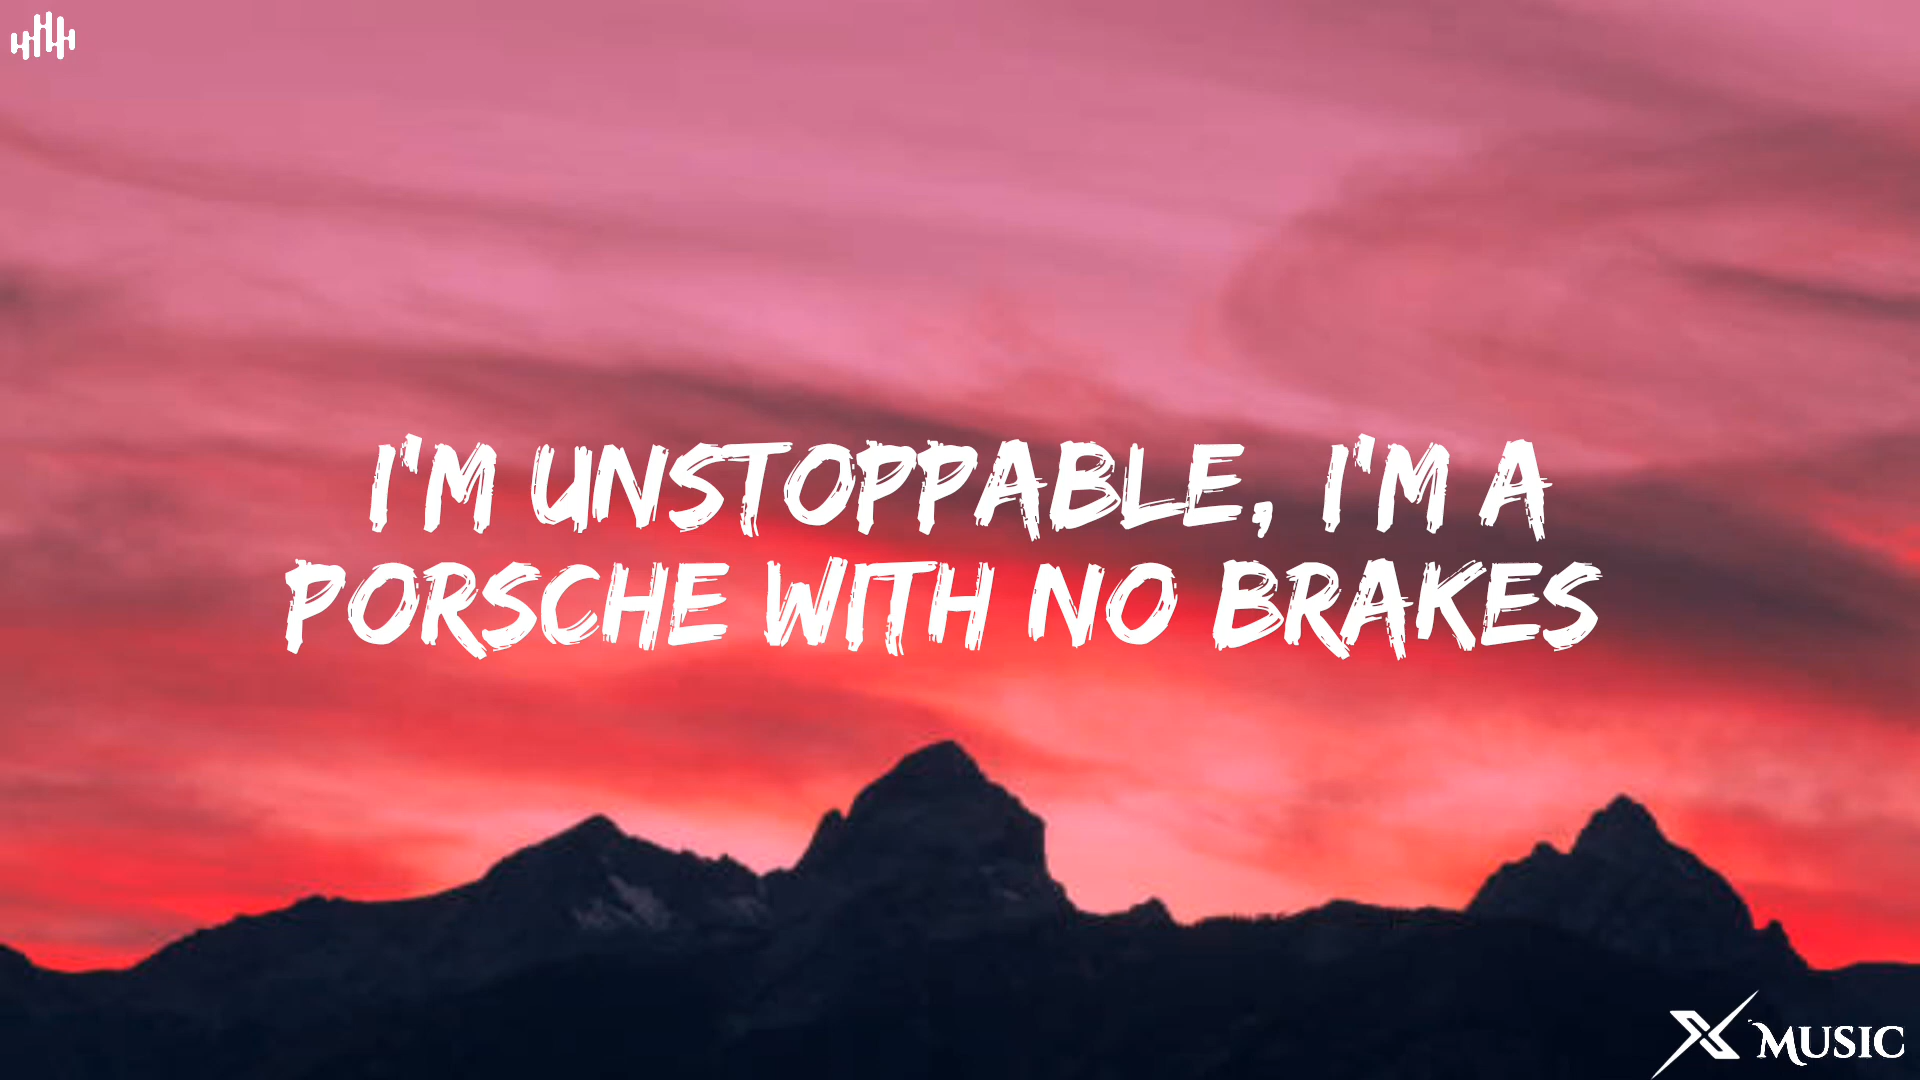 I'M UNSTOPPABLE, I'M A
PORSCHE WITH NO BRAKES
X MUSIC